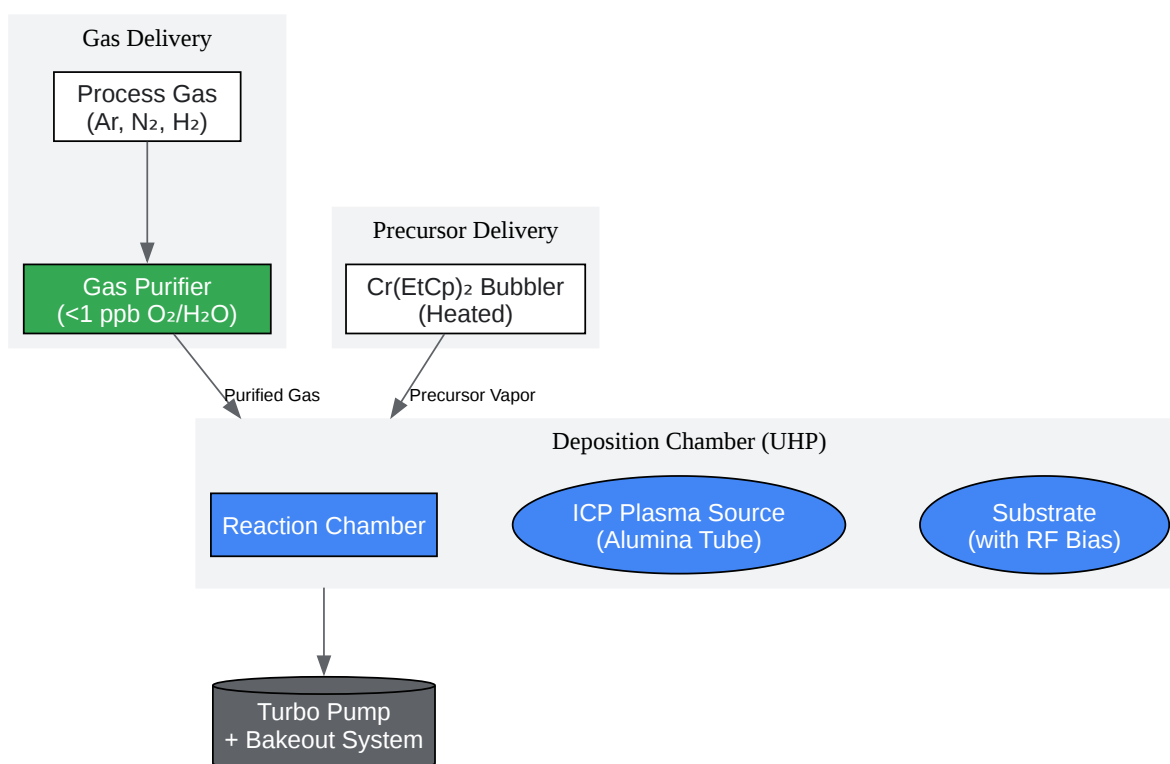 Gas Delivery
Process Gas
(Ar, N₂, H₂)
Gas Purifier
(<1 ppb O₂/H₂O)
Precursor Delivery
Cr(EtCp)₂ Bubbler
(Heated)
Purified Gas
Precursor Vapor
Deposition Chamber (UHP)
Reaction Chamber
ICP Plasma Source
(Alumina Tube)
Substrate
(with RF Bias)
Turbo Pump
+ Bakeout System